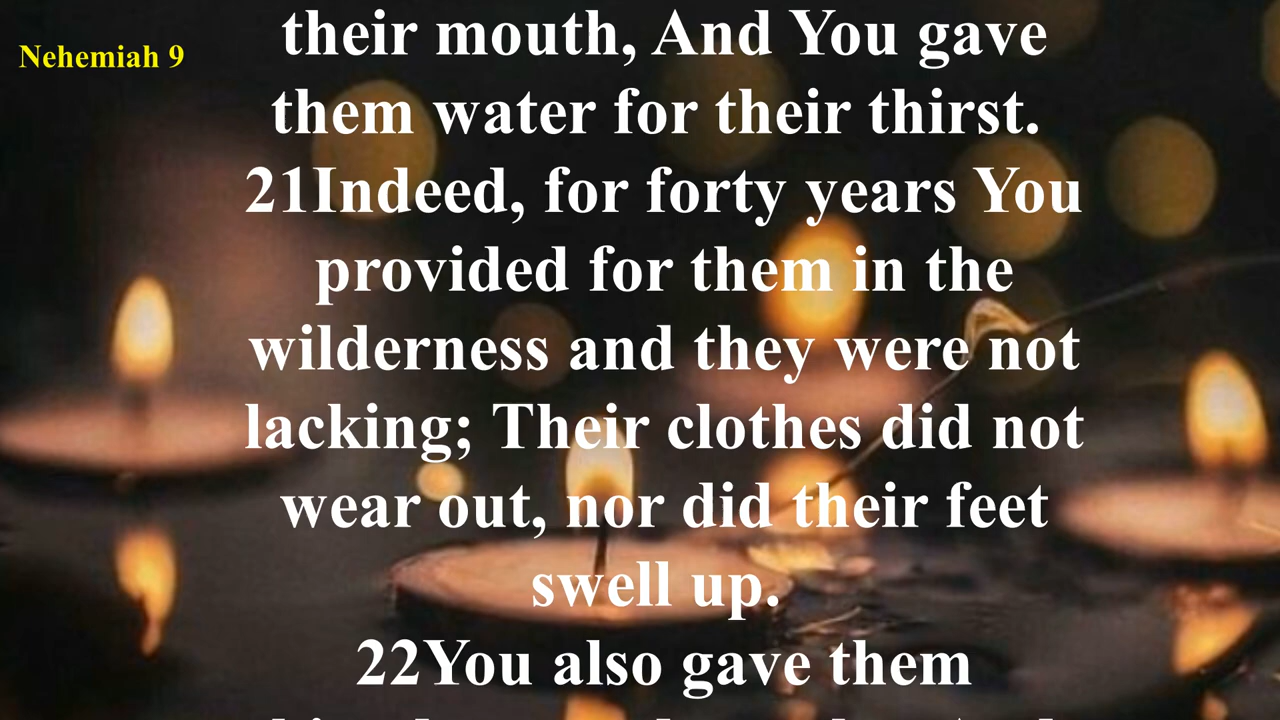 Nehemiah 9
their mouth, And You gave
them water for their thirst.
21Indeed, for forty years You
provided for them in the
wilderness and they were not
lacking; Their clothes did not
wear out, nor did their feet
swell up.
22You also gave them